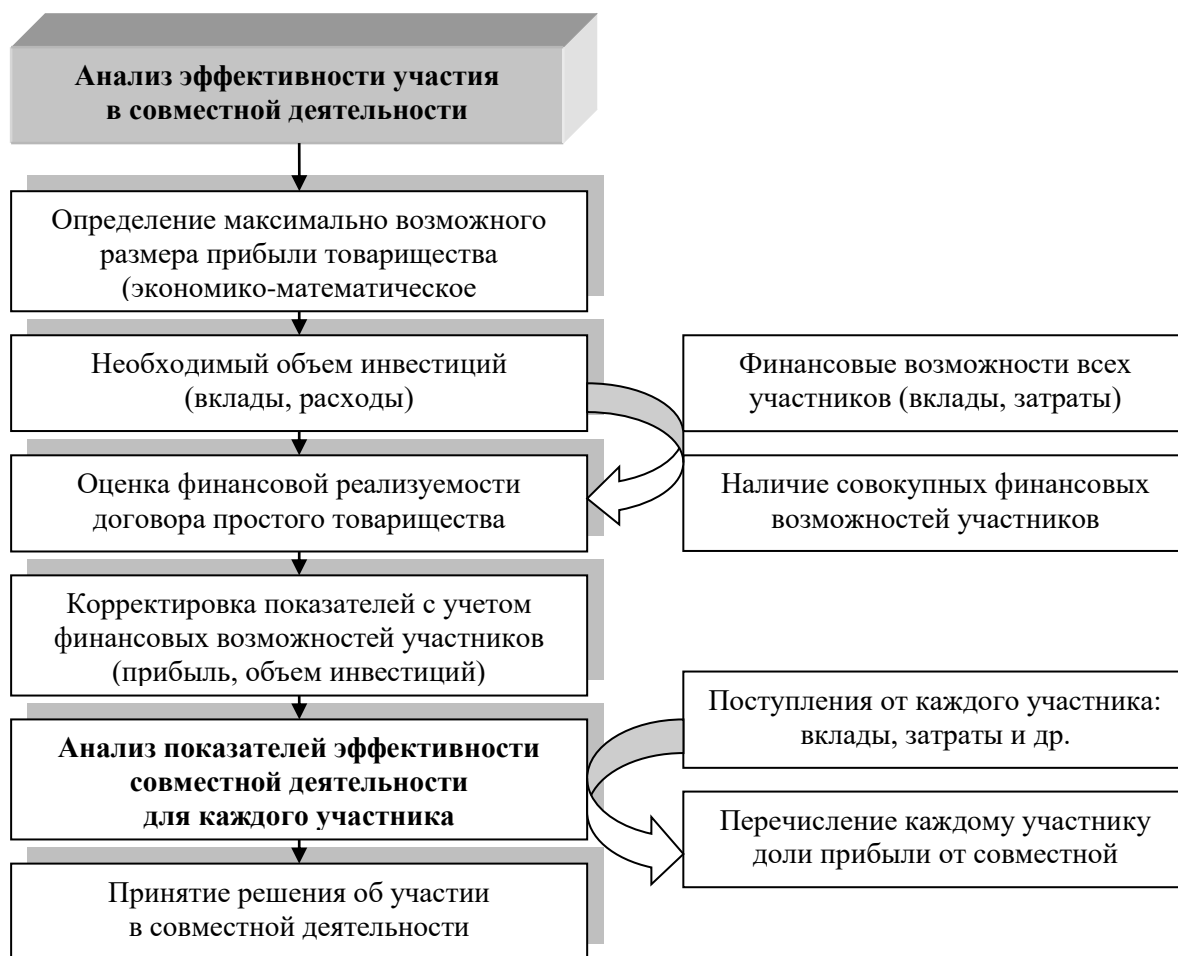 Анализ эффективности участия
в совместной деятельности
Определение максимально возможного
размера прибыли товарищества
(экономико-математическое
Необходимый объем инвестиций
(вклады, расходы)
Финансовые возможности всех
участников (вклады, затраты)
Оценка финансовой реализуемости
договора простого товарищества
Наличие совокупных финансовых
возможностей участников
Корректировка показателей с учетом
финансовых возможностей участников
(прибыль, объем инвестиций)
Поступления от каждого участника:
вклады, затраты и др.
Анализ показателей эффективности
совместной деятельности
для каждого участника
Перечисление каждому участнику
доли прибыли от совместной
Принятие решения об участии
в совместной деятельности